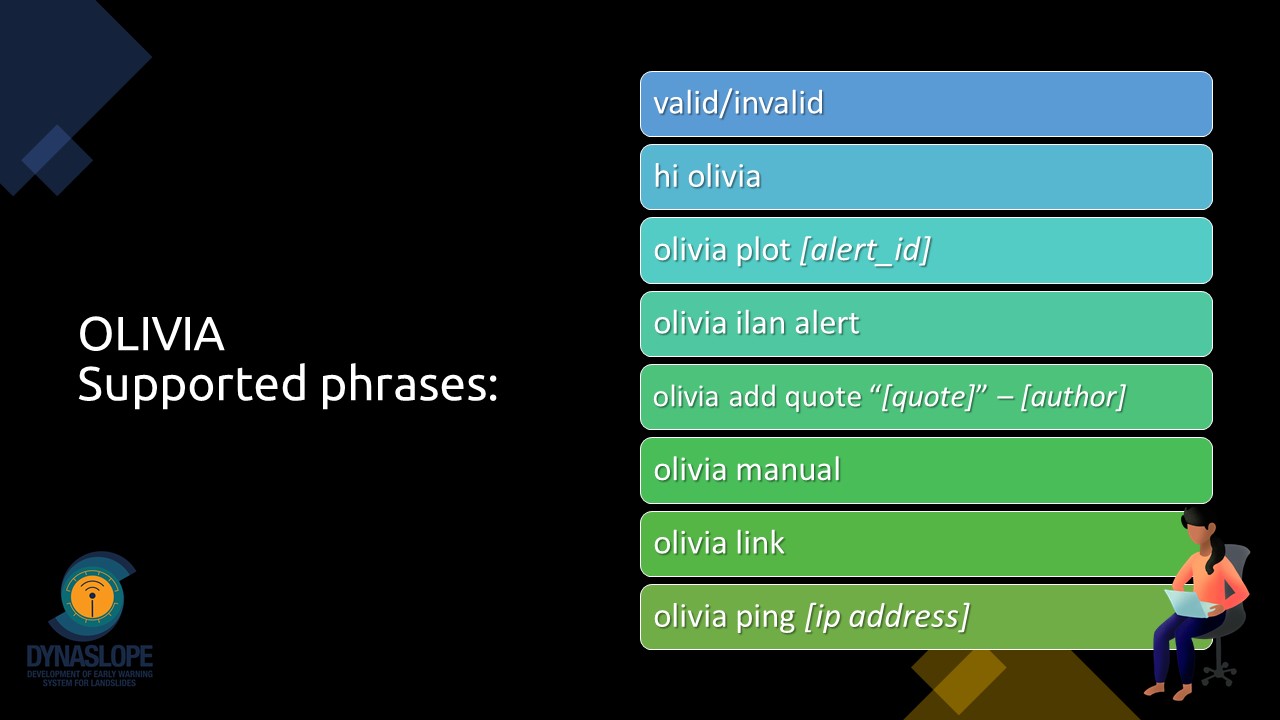 OLIVIA
Supported phrases:
valid/invalid
hi olivia
olivia plot [alert_id]
olivia ilan alert
olivia add quote “[quote]” – [author]
olivia manual
olivia link
olivia ping [ip address]
DYNASLOPE
DEVELOPMENT OF EARLY WARNING
SYSTEM FOR LANDSLIDES